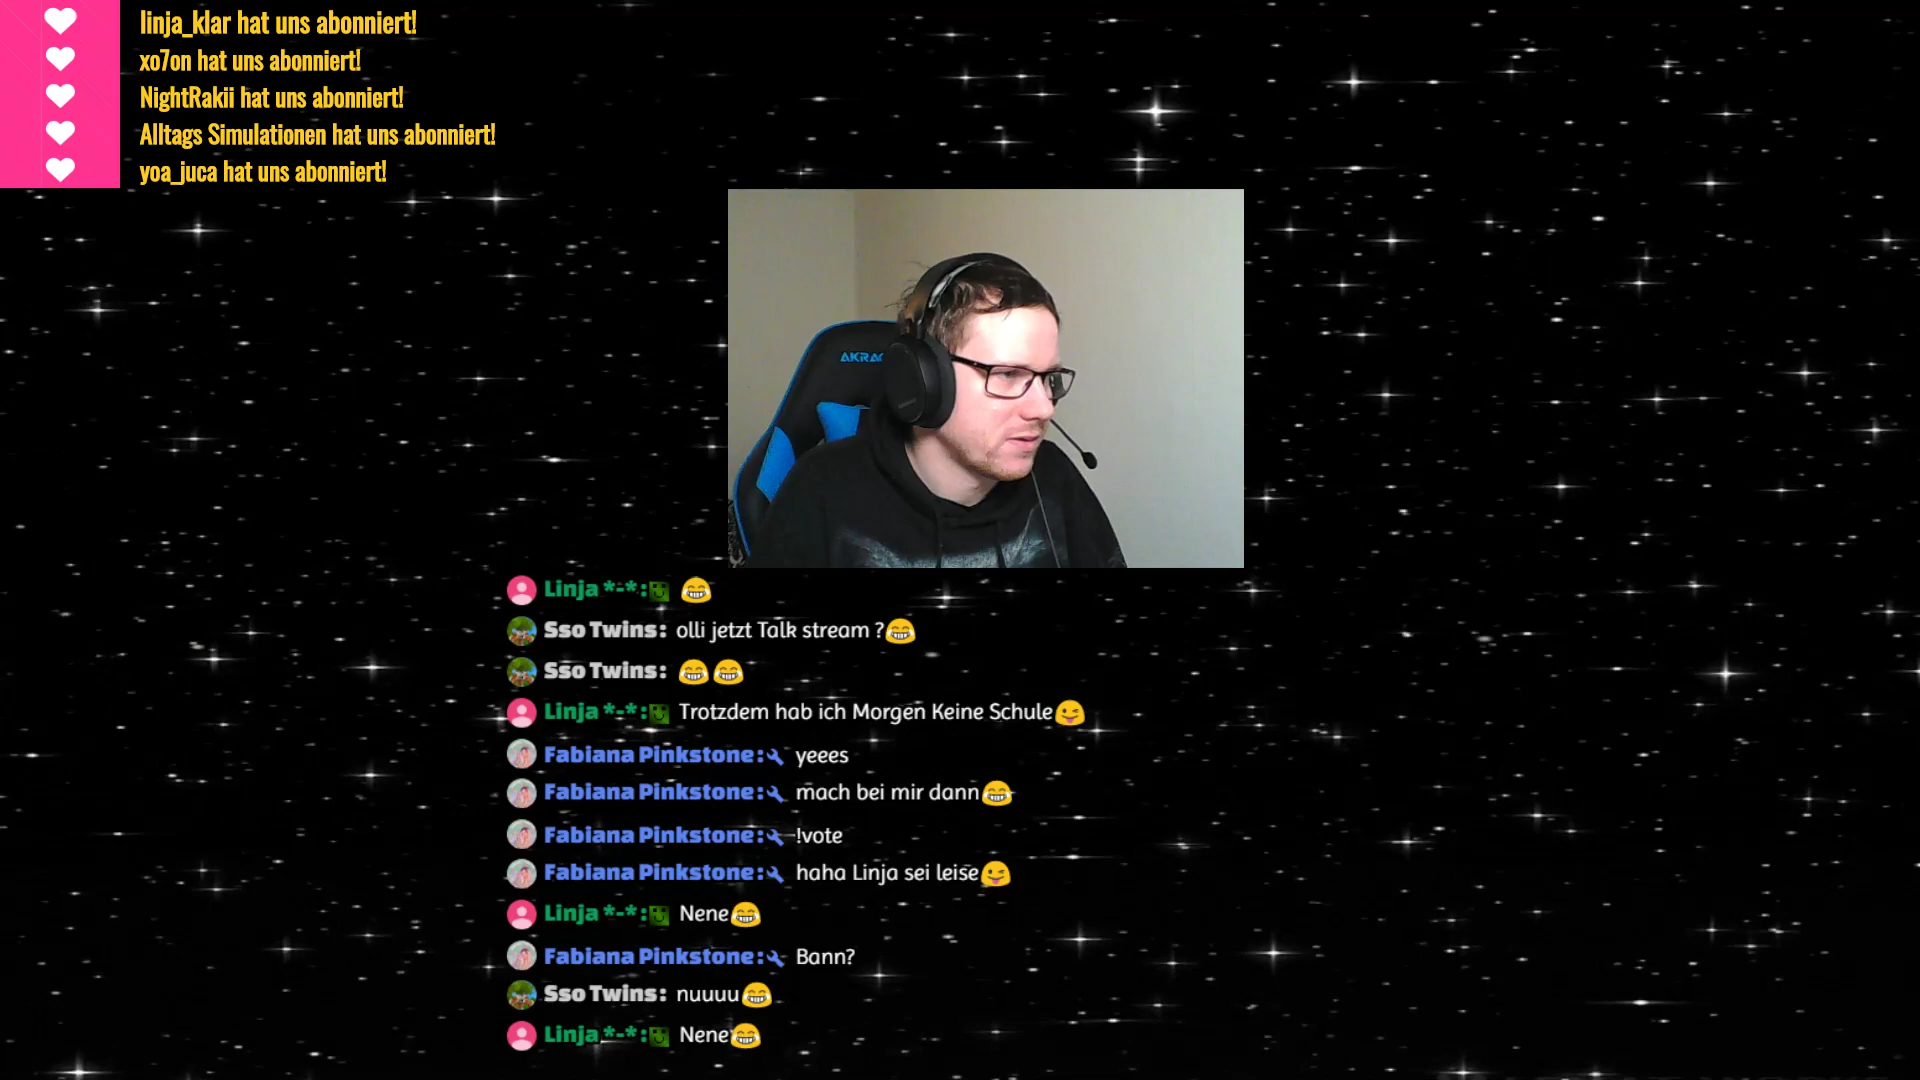 linja_klar hat uns abonniert!
xo7on hat uns abonniert!
NightRakii hat uns abonniert!
Alltags Simulationen hat uns abonniert!
yoa_juca hat uns abonniert!
Linja *-*: 😂
Sso Twins: olli jetzt Talk stream ?😂
Sso Twins: 😂😂
Linja *-*: Trotzdem hab ich Morgen Keine Schule😜
Fabiana Pinkstone: yeees
Fabiana Pinkstone: mach bei mir dann😂
Fabiana Pinkstone: !vote
Fabiana Pinkstone: haha Linja sei leise😜
Linja *-*: Nene😂
Fabiana Pinkstone: Bann?
Sso Twins: nuuuu😂
Linja *-*: Nene😂